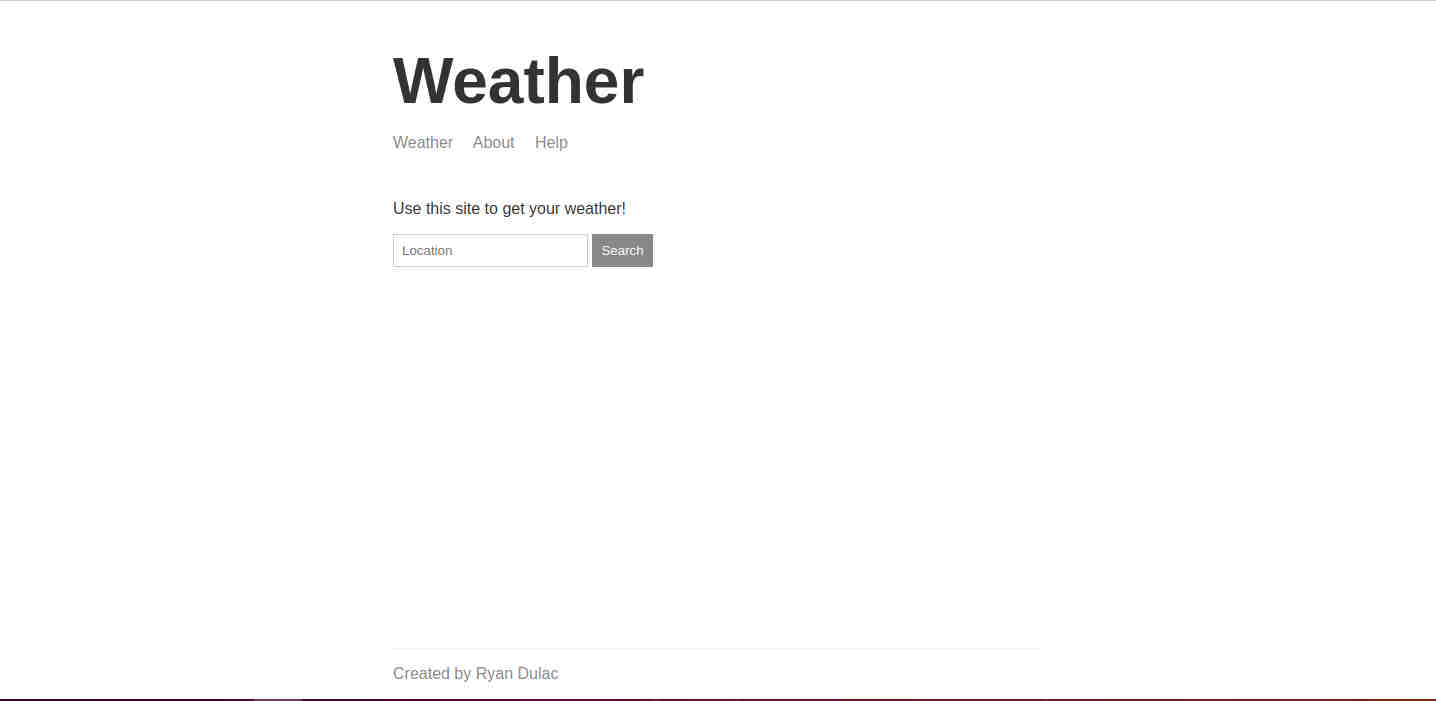 Weather
Weather About Help
Use this site to get your weather!
Location Search
Created by Ryan Dulac